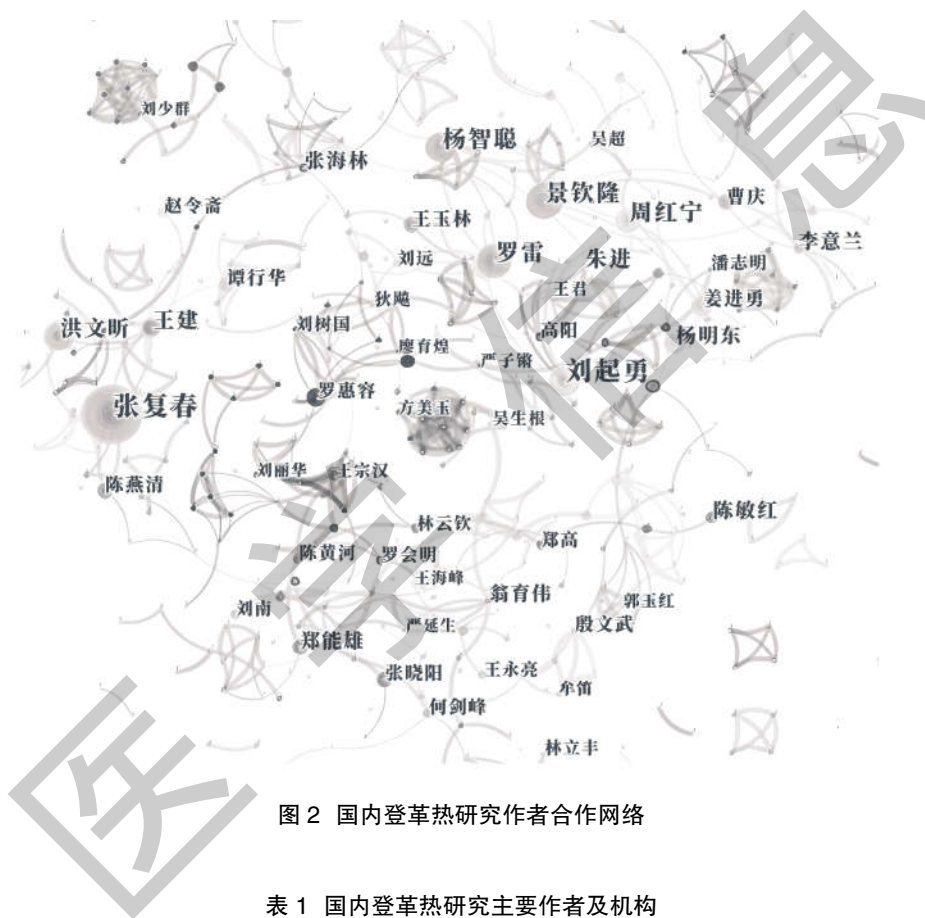 刘少群
杨智聪
吴超
张海林
景钦隆
曹庆
赵令斋
周红宁
王玉林
李意兰
罗雷
朱进
刘远
潘志明
谭行华
王君
姜进勇
狄飚
洪文昕
王建
刘树国
高阳
杨明东
廖育煌
严子锵
刘起勇
罗惠容
张复春
方美玉
吴生根
刘丽华
王宗汉
陈燕清
陈敏红
林云钦
郑高
陈黄河
罗会明
王海峰
翁育伟
郭玉红
刘南
严延生
殷文武
郑能雄
张晓阳
王永亮
牟笛
何剑峰
林立丰
医学信息
图 2 国内登革热研究作者合作网络
表 1 国内登革热研究主要作者及机构